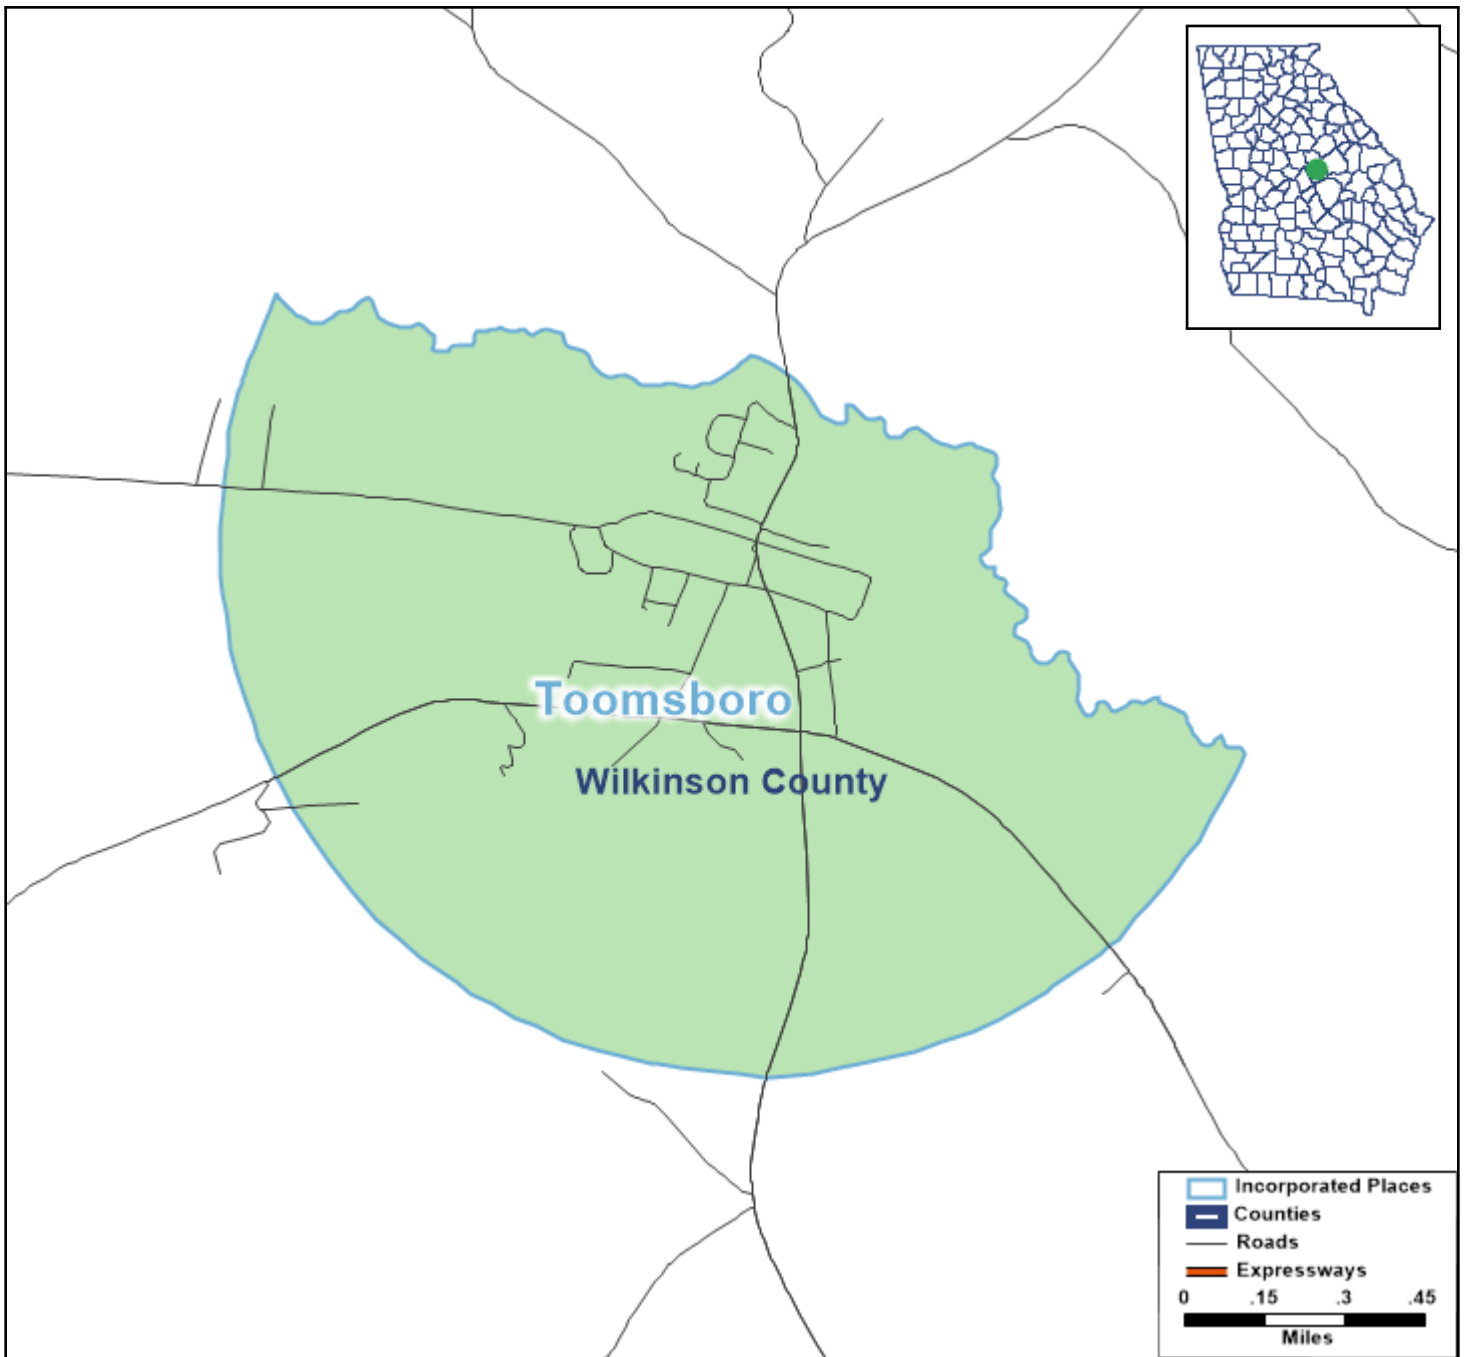 Toomsboro
Wilkinson County
Incorporated Places
Counties
Roads
Expressways
0 .15 .3 .45
Miles